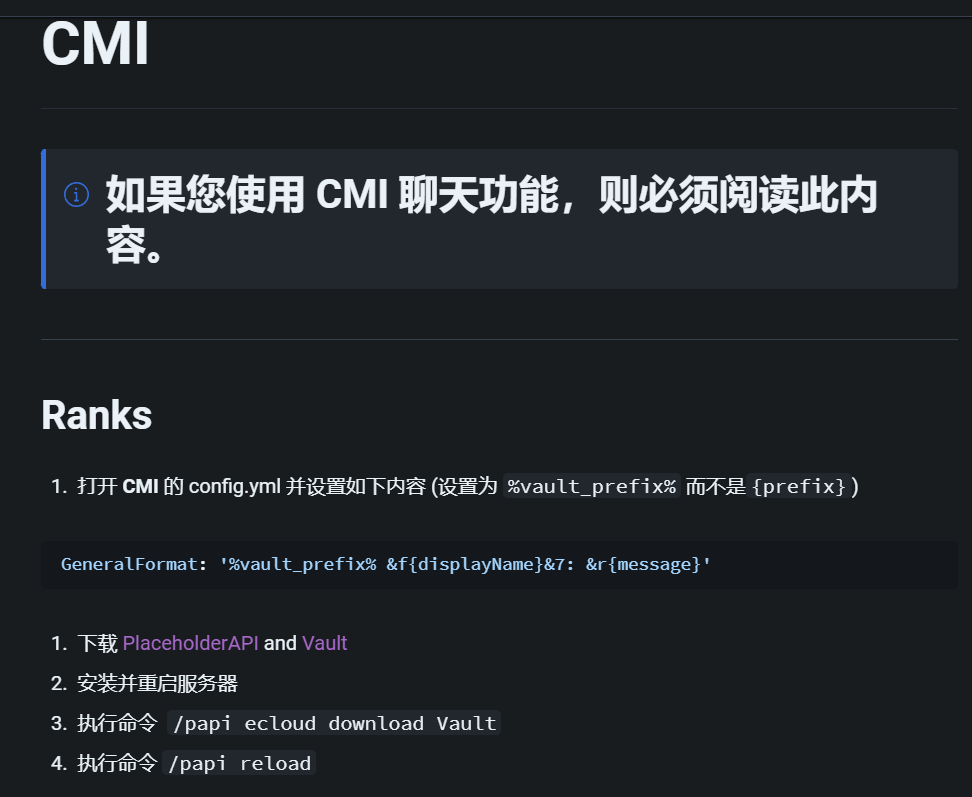 CMI
如果您使用 CMI 聊天功能，则必须阅读此内
容。
Ranks
1. 打开 CMI 的 config.yml 并设置如下内容 (设置为 %vault_prefix% 而不是 {prefix} )
GeneralFormat: '%vault_prefix% &f{displayName}&7: &r{message}'
1. 下载 PlaceholderAPI and Vault
2. 安装并重启服务器
3. 执行命令 /papi ecloud download Vault
4. 执行命令 /papi reload